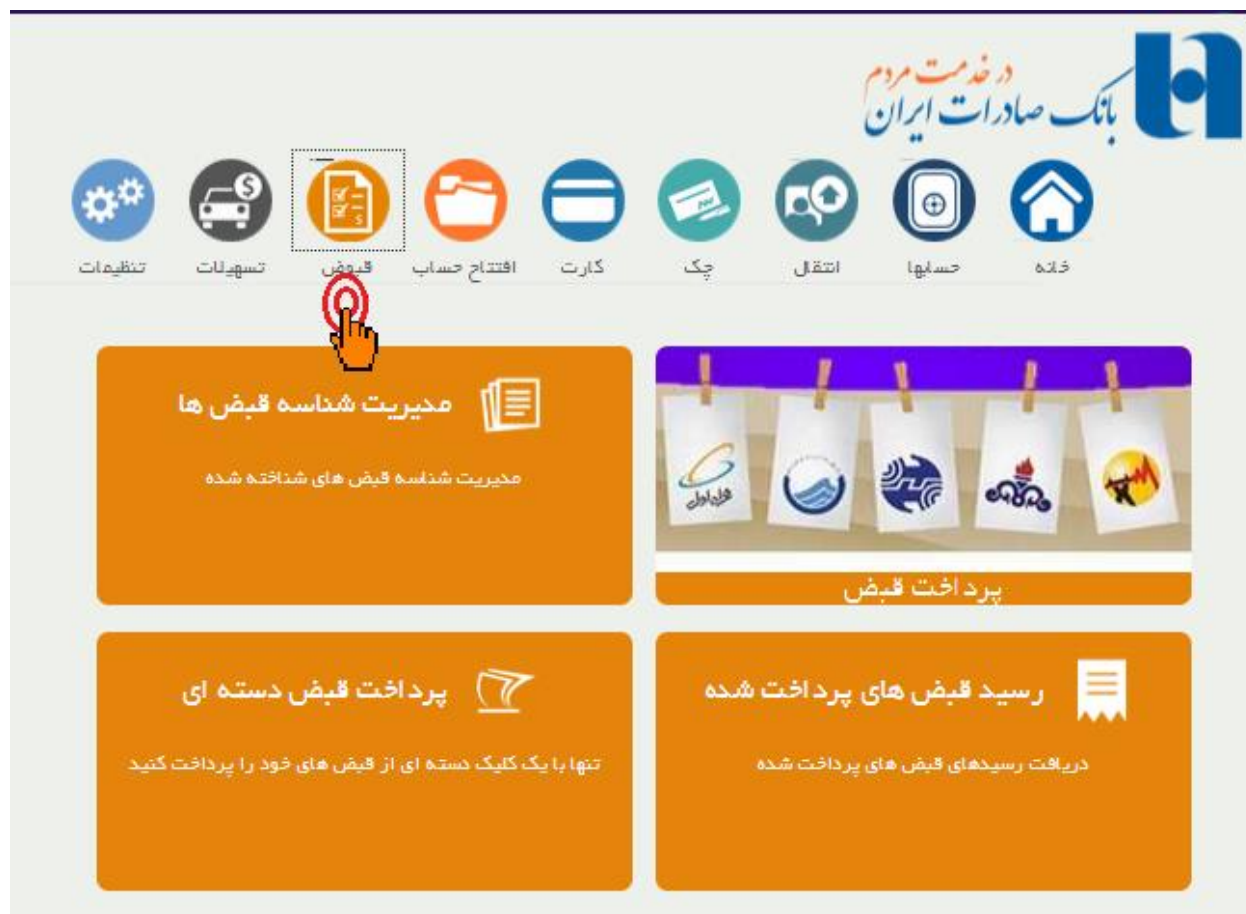 در خدمت مردم
بانک صادرات ایران
خانه
حسابها
انتقال
چک
کارت
افتتاح حساب
قبوض
تسهیلات
تنظیمات
همراه اول
پرداخت قبض
مدیریت شناسه قبض ها
مدیریت شناسه قبض های شناخته شده
رسید قبض های پرداخت شده
دریافت رسیدهای قبض های پرداخت شده
پرداخت قبض دسته ای
تنها با یک کلیک دسته ای از قبض های خود را پرداخت کنید